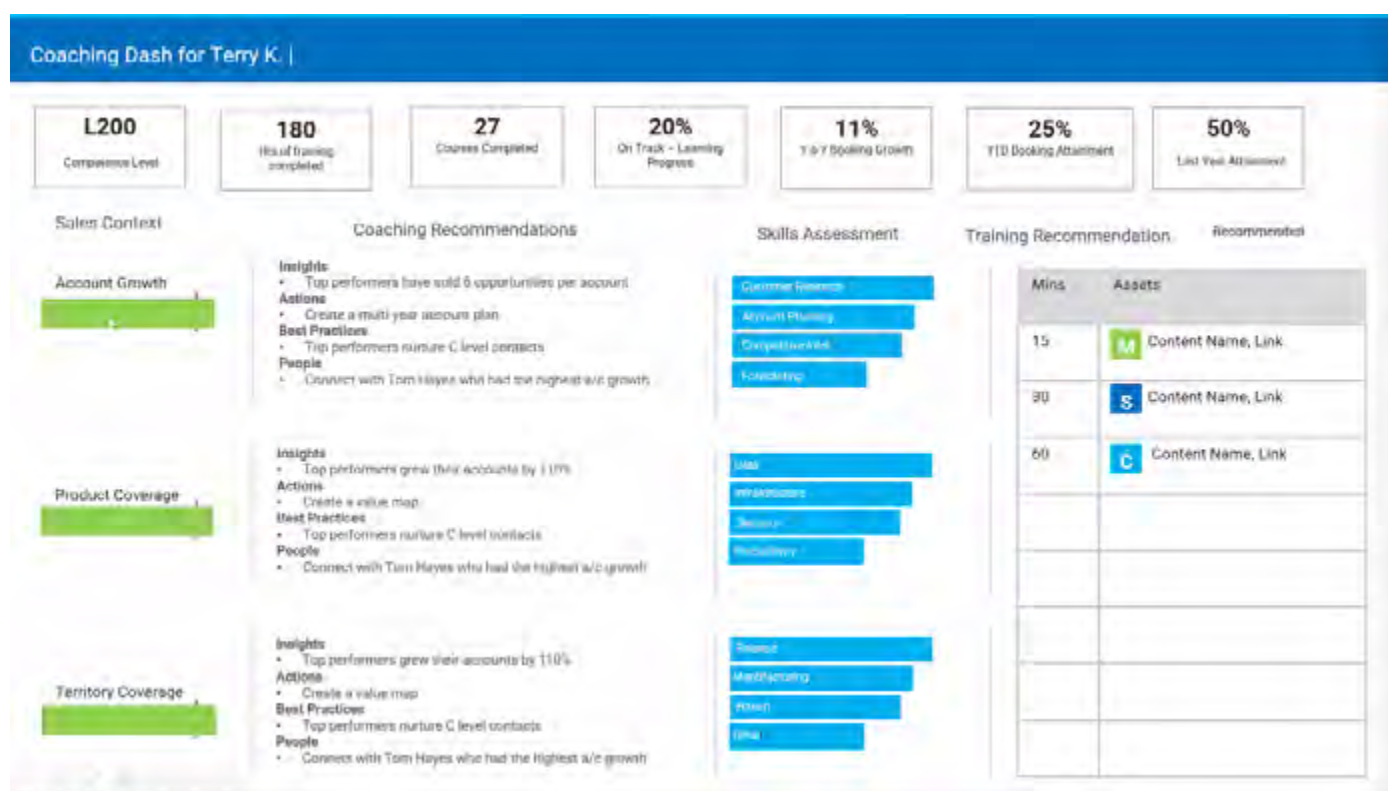 Coaching Dash for Terry K. |
L200
Competence Level
180
Hrs of training
completed
27
Courses Completed
20%
On Track - Learning
Progress
11%
Y o Y Booking Growth
25%
YTD Booking Attainment
50%
Last Year Attainment
Sales Context
Coaching Recommendations
Skills Assessment
Training Recommendation
Recommended
Account Growth
Insights
• Top performers have sold 6 opportunities per account
Actions
• Create a multi year account plan
Best Practices
• Top performers nurture C level contacts
People
• Connect with Tom Hayes who had the highest a/c growth
Customer Research
Account Planning
Forecasting
Mins Assets
15 M Content Name, Link
30 S Content Name, Link
60 C Content Name, Link
Product Coverage
Insights
• Top performers grew their accounts by 110%
Actions
• Create a value map
Best Practices
• Top performers nurture C level contacts
People
• Connect with Tom Hayes who had the highest a/c growth
Infrastructure
Security
Territory Coverage
Insights
• Top performers grew their accounts by 110%
Actions
• Create a value map
Best Practices
• Top performers nurture C level contacts
People
• Connect with Tom Hayes who had the highest a/c growth
Finance
Manufacturing